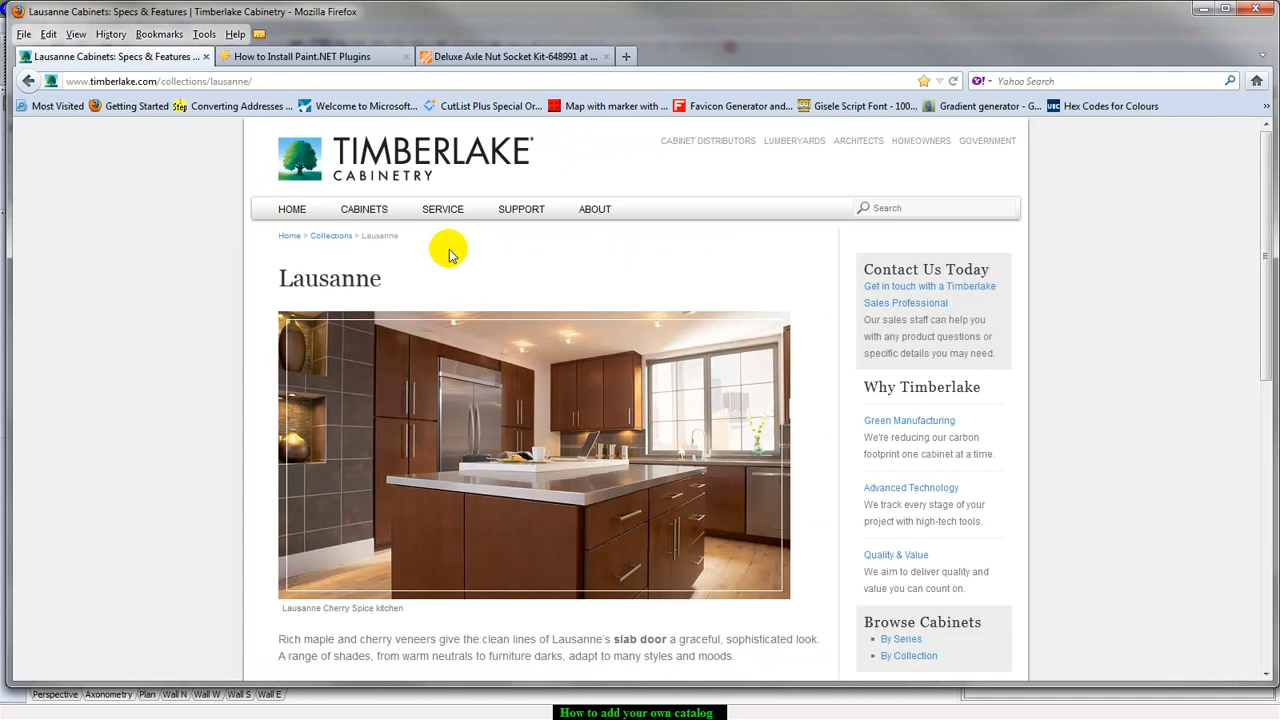 Lausanne Cabinets: Specs & Features | Timberlake Cabinetry - Mozilla Firefox
File Edit View History Bookmarks Tools Help
Lausanne Cabinets: Specs & Features ... How to Install Paint.NET Plugins Deluxe Axle Nut Socket Kit-648991 at ...
www.timberlake.com/collections/lausanne/ Yahoo Search
Most Visited Getting Started Converting Addresses ... Welcome to Microsoft... CutList Plus Special Or... Map with marker with ... Favicon Generator and... Gisele Script Font - 100... Gradient generator - G... Hex Codes for Colours
TIMBERLAKE
CABINETRY
CABINET DISTRIBUTORS LUMBERYARDS ARCHITECTS HOMEOWNERS GOVERNMENT
HOME CABINETS SERVICE SUPPORT ABOUT Search
Home > Collections > Lausanne
Lausanne
Lausanne Cherry Spice kitchen
Rich maple and cherry veneers give the clean lines of Lausanne's slab door a graceful, sophisticated look.
A range of shades, from warm neutrals to furniture darks, adapt to many styles and moods.
Contact Us Today
Get in touch with a Timberlake
Sales Professional
Our sales staff can help you
with any product questions or
specific details you may need.
Why Timberlake
Green Manufacturing
We're reducing our carbon
footprint one cabinet at a time.
Advanced Technology
We track every stage of your
project with high-tech tools.
Quality & Value
We aim to deliver quality and
value you can count on.
Browse Cabinets
By Series
By Collection
Perspective Axonometry Plan Wall N Wall W Wall S Wall E
How to add your own catalog